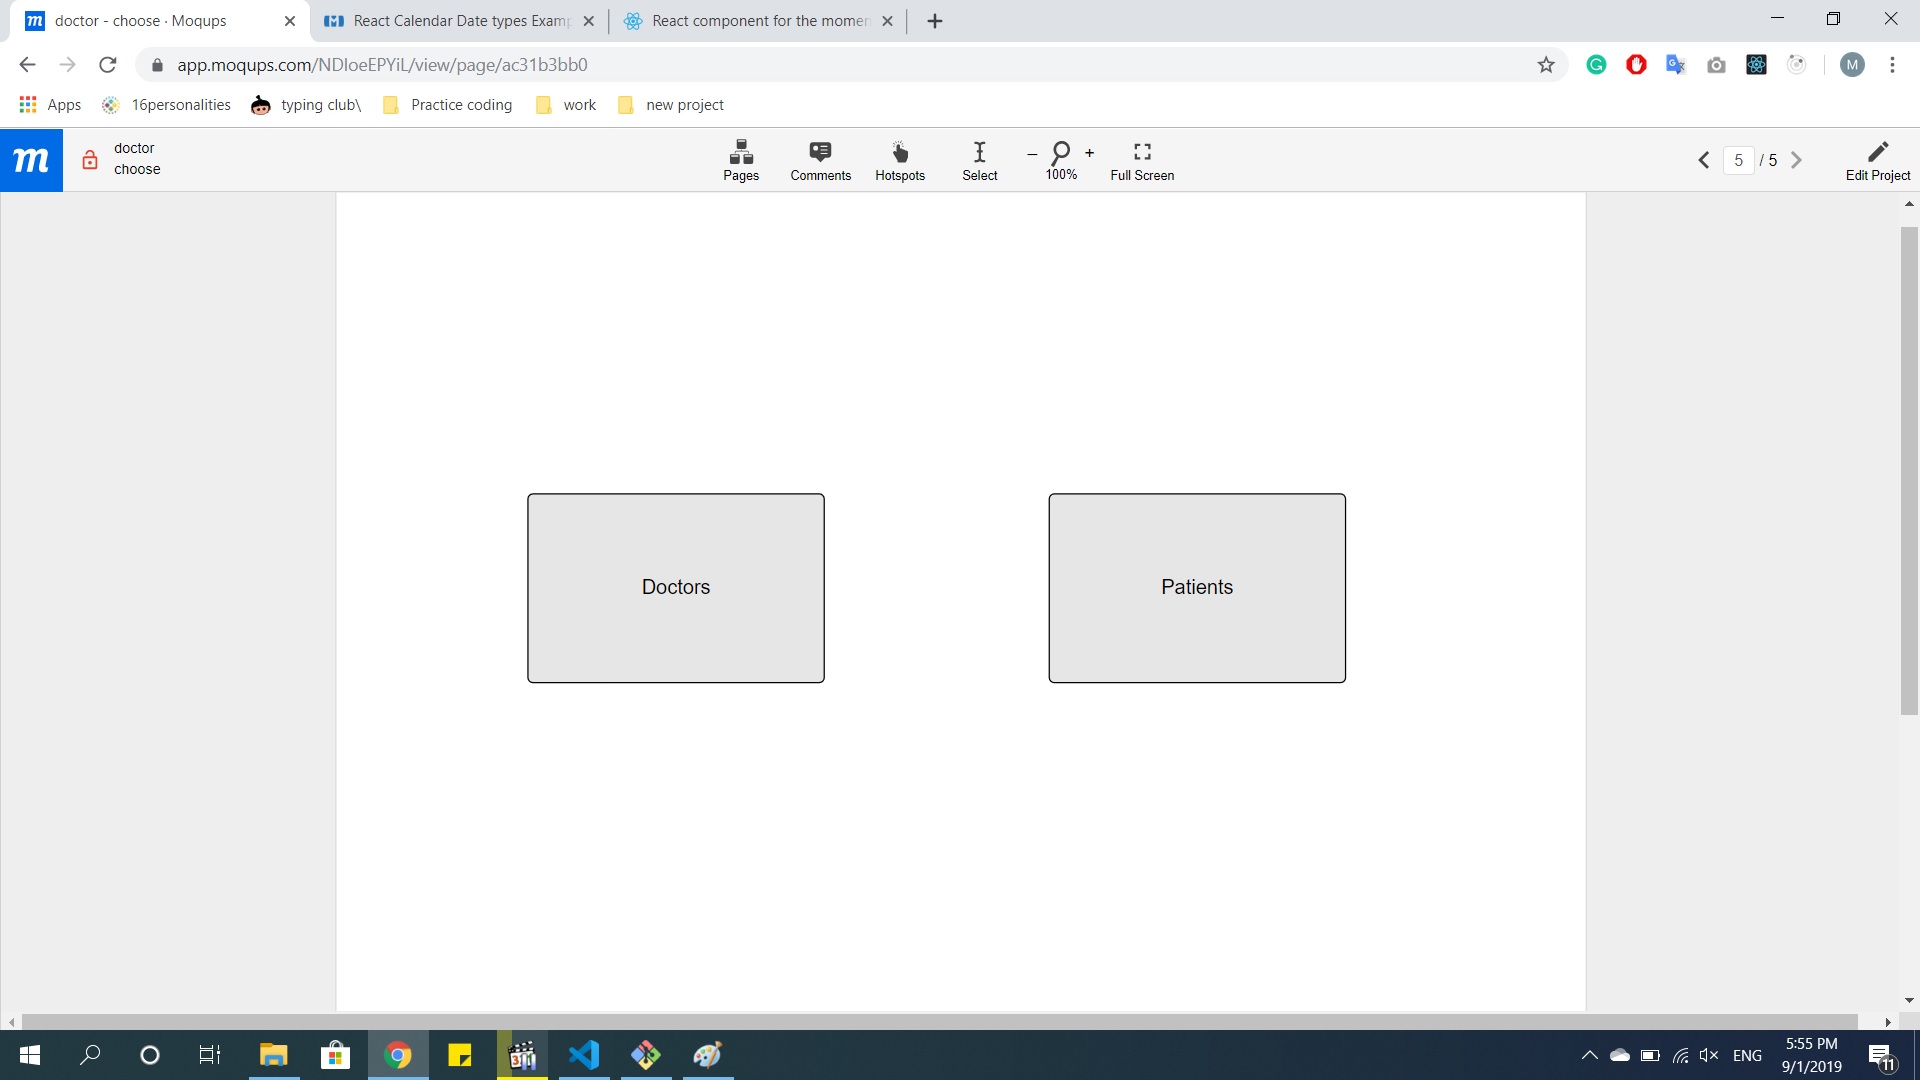 doctor - choose · Moqups
React Calendar Date types Examp
React component for the momen
app.moqups.com/NDIoeEPYiL/view/page/ac31b3bb0
M
Apps
16personalities
typing club\
Practice coding
work
new project
m
doctor
choose
Pages
Comments
Hotspots
Select
100%
Full Screen
5 / 5
Edit Project
Doctors
Patients
ENG
5:55 PM
9/1/2019
11